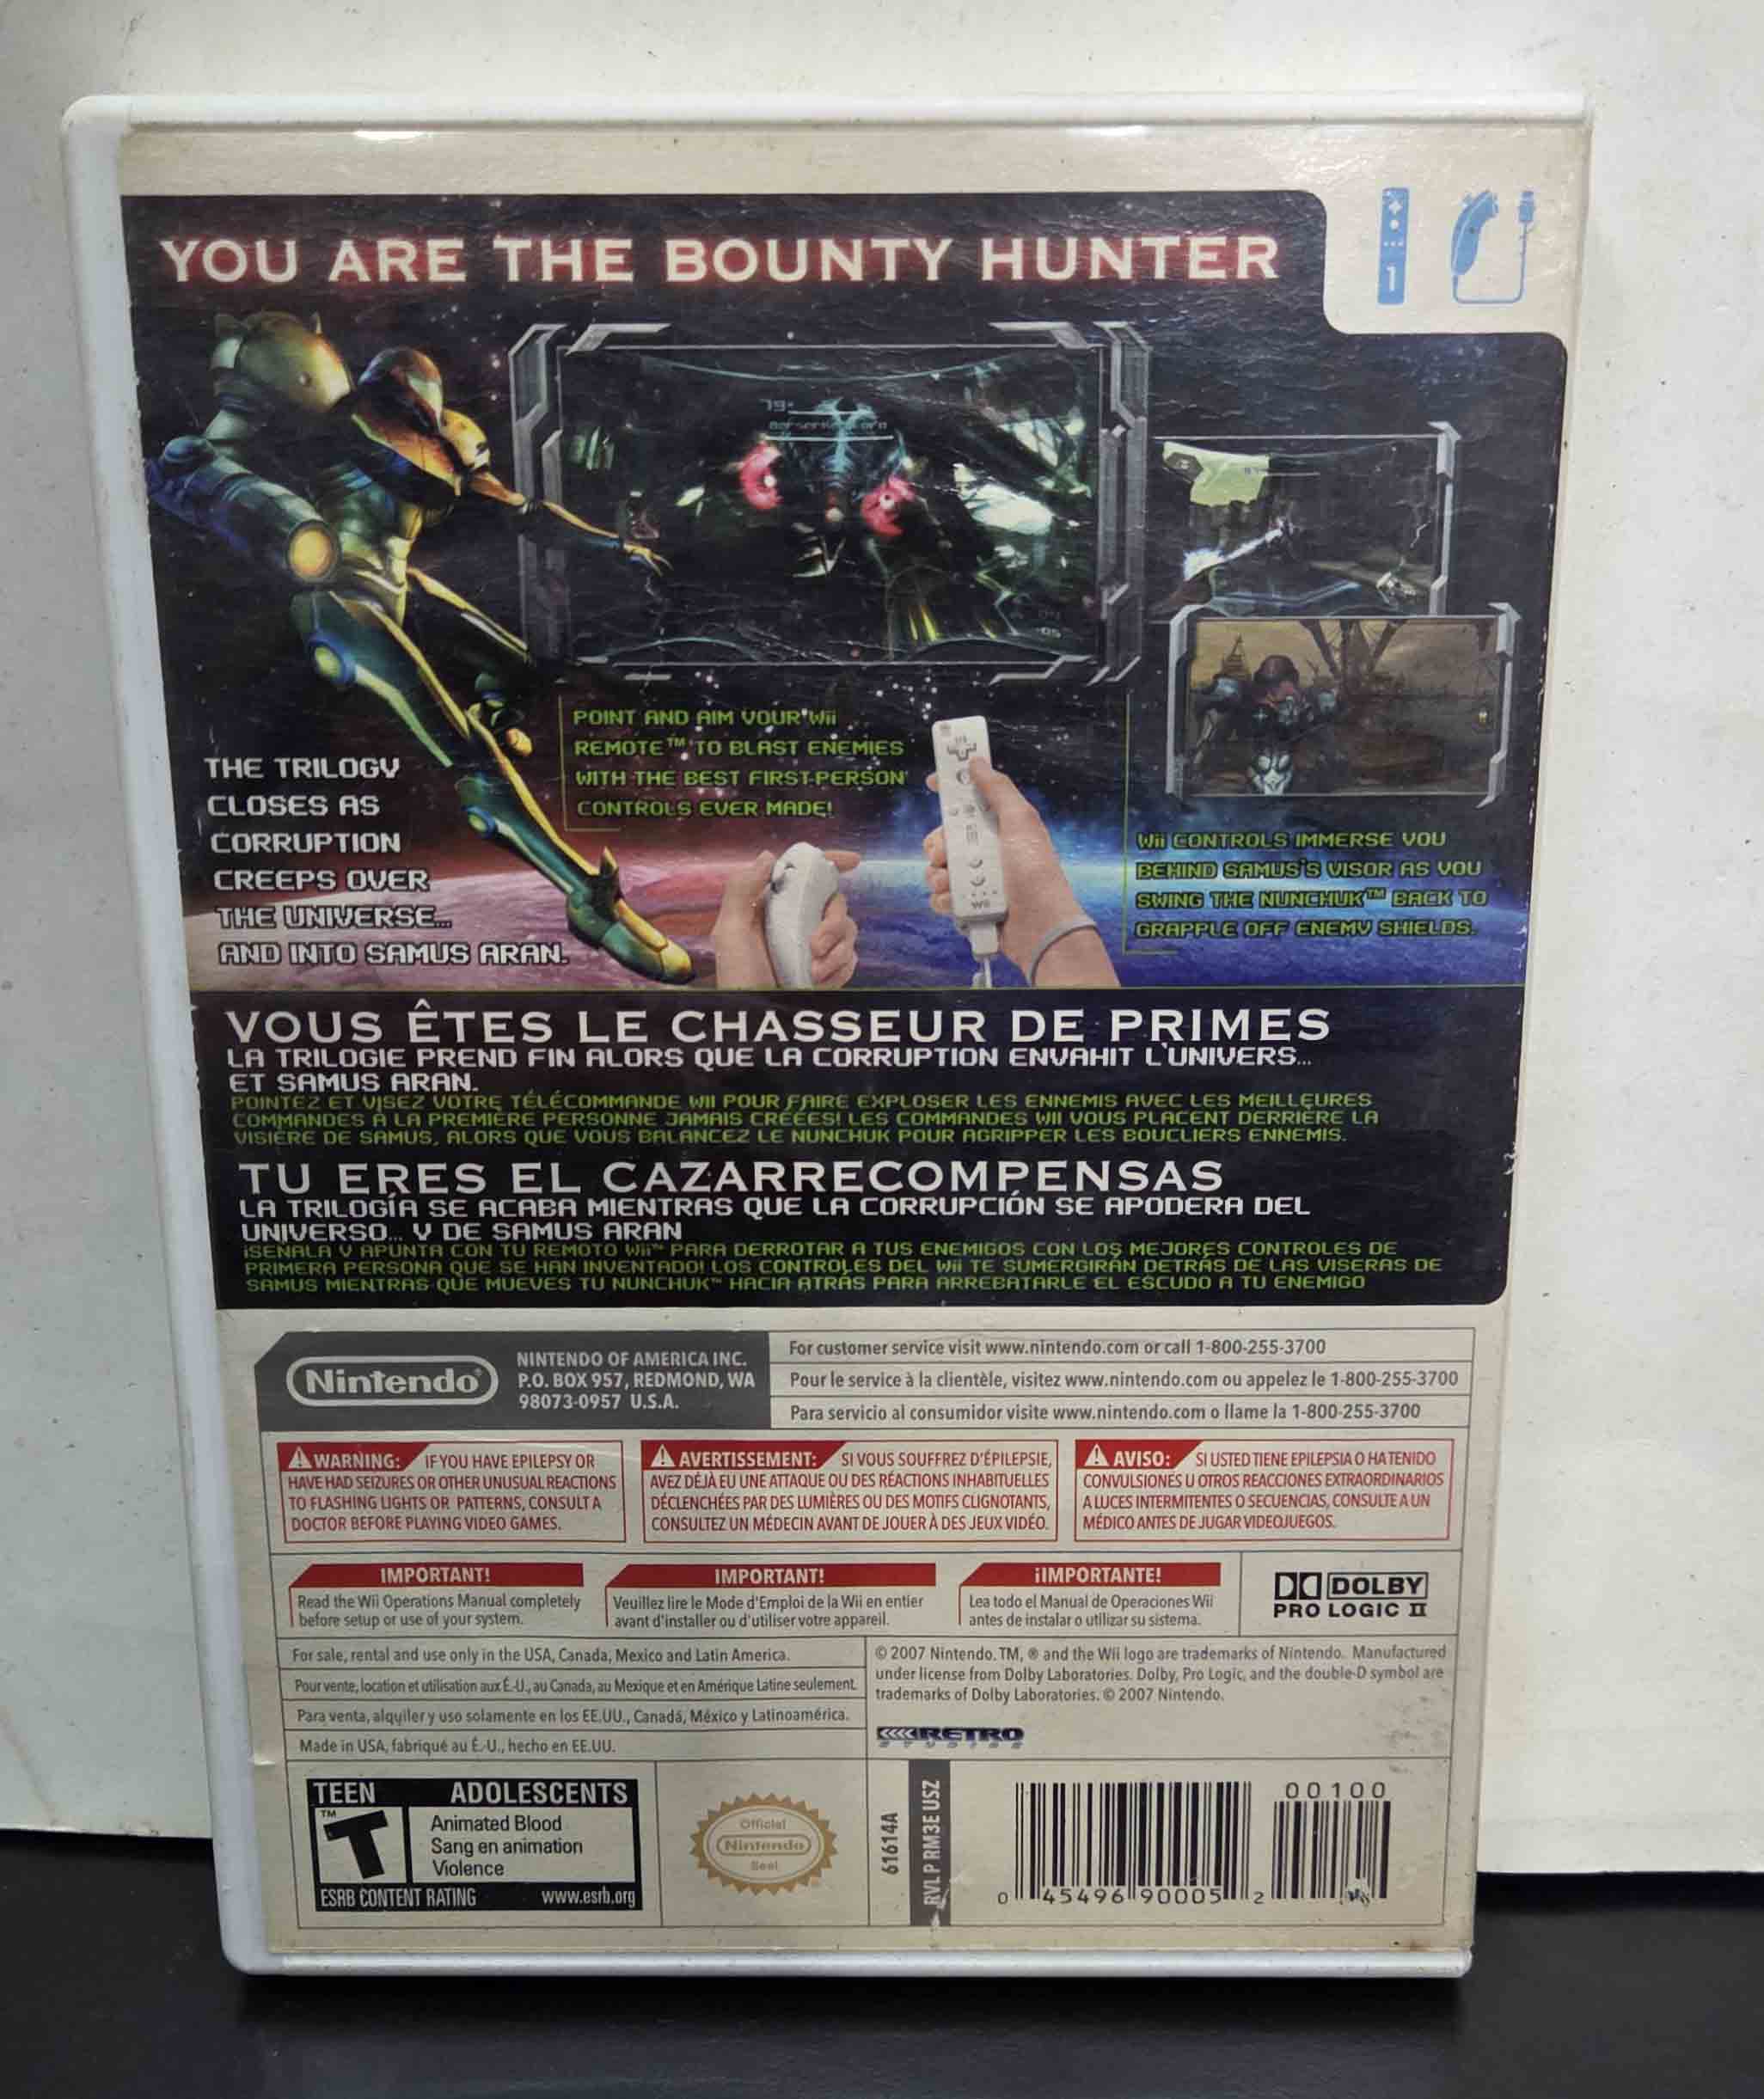 YOU ARE THE BOUNTY HUNTER
1
79
THE TRILOGY
CLOSES AS
CORRUPTION
CREEPS OVER
THE UNIVERSE...
AND INTO SAMUS ARAN.
POINT AND AIM YOUR Wii
REMOTE™ TO BLAST ENEMIES
WITH THE BEST FIRST-PERSON
CONTROLS EVER MADE!
Wii
Wii CONTROLS IMMERSE YOU
BEHIND SAMUS'S VISOR AS YOU
SWING THE NUNCHUK™ BACK TO
GRAPPLE OFF ENEMY SHIELDS.
VOUS ÊTES LE CHASSEUR DE PRIMES
LA TRILOGIE PREND FIN ALORS QUE LA CORRUPTION ENVAHIT L'UNIVERS...
ET SAMUS ARAN.
POINTEZ ET VISEZ VOTRE TÉLÉCOMMANDE WII POUR FAIRE EXPLOSER LES ENNEMIS AVEC LES MEILLEURES
COMMANDES À LA PREMIÈRE PERSONNE JAMAIS CRÉÉES! LES COMMANDES WII VOUS PLACENT DERRIÈRE LA
VISIÈRE DE SAMUS, ALORS QUE VOUS BALANCEZ LE NUNCHUK POUR AGRIPPER LES BOUCLIERS ENNEMIS.
TU ERES EL CAZARRECOMPENSAS
LA TRILOGÍA SE ACABA MIENTRAS QUE LA CORRUPCIÓN SE APODERA DEL
UNIVERSO... Y DE SAMUS ARAN
¡SEÑALA Y APUNTA CON TU REMOTO Wii™ PARA DERROTAR A TUS ENEMIGOS CON LOS MEJORES CONTROLES DE
PRIMERA PERSONA QUE SE HAN INVENTADO! LOS CONTROLES DEL Wii TE SUMERGIRÁN DETRÁS DE LAS VISERAS DE
SAMUS MIENTRAS QUE MUEVES TU NUNCHUK™ HACIA ATRÁS PARA ARREBATARLE EL ESCUDO A TU ENEMIGO
Nintendo®
NINTENDO OF AMERICA INC.
P.O. BOX 957, REDMOND, WA
98073-0957 U.S.A.
For customer service visit www.nintendo.com or call 1-800-255-3700
Pour le service à la clientèle, visitez www.nintendo.com ou appelez le 1-800-255-3700
Para servicio al consumidor visite www.nintendo.com o llame la 1-800-255-3700
WARNING: IF YOU HAVE EPILEPSY OR
HAVE HAD SEIZURES OR OTHER UNUSUAL REACTIONS
TO FLASHING LIGHTS OR PATTERNS, CONSULT A
DOCTOR BEFORE PLAYING VIDEO GAMES.
AVERTISSEMENT: SI VOUS SOUFFREZ D'ÉPILEPSIE,
AVEZ DÉJÀ EU UNE ATTAQUE OU DES RÉACTIONS INHABITUELLES
DÉCLENCHÉES PAR DES LUMIÈRES OU DES MOTIFS CLIGNOTANTS,
CONSULTEZ UN MÉDECIN AVANT DE JOUER À DES JEUX VIDÉO.
AVISO: SI USTED TIENE EPILEPSIA O HA TENIDO
CONVULSIONES U OTROS REACCIONES EXTRAORDINARIOS
A LUCES INTERMITENTES O SECUENCIAS, CONSULTE A UN
MÉDICO ANTES DE JUGAR VIDEOJUEGOS.
IMPORTANT!
Read the Wii Operations Manual completely
before setup or use of your system.
IMPORTANT!
Veuillez lire le Mode d'Emploi de la Wii en entier
avant d'installer ou d'utiliser votre appareil.
¡IMPORTANTE!
Lea todo el Manual de Operaciones Wii
antes de instalar o utilizar su sistema.
DOLBY
PRO LOGIC II
For sale, rental and use only in the USA, Canada, Mexico and Latin America.
Pour vente, location et utilisation aux É.-U., au Canada, au Mexique et en Amérique Latine seulement.
Para venta, alquiler y uso solamente en los EE.UU., Canadá, México y Latinoamérica.
Made in USA, fabriqué au É.-U., hecho en EE.UU.
© 2007 Nintendo. TM, ® and the Wii logo are trademarks of Nintendo. Manufactured
under license from Dolby Laboratories. Dolby, Pro Logic, and the double-D symbol are
trademarks of Dolby Laboratories. © 2007 Nintendo.
RETRO
STUDIOS
TEEN ADOLESCENTS
T™
Animated Blood
Sang en animation
Violence
ESRB CONTENT RATING www.esrb.org
Official
Nintendo
Seal
61614A
RVL P RM3E USZ
00100
0 45496 90005 2